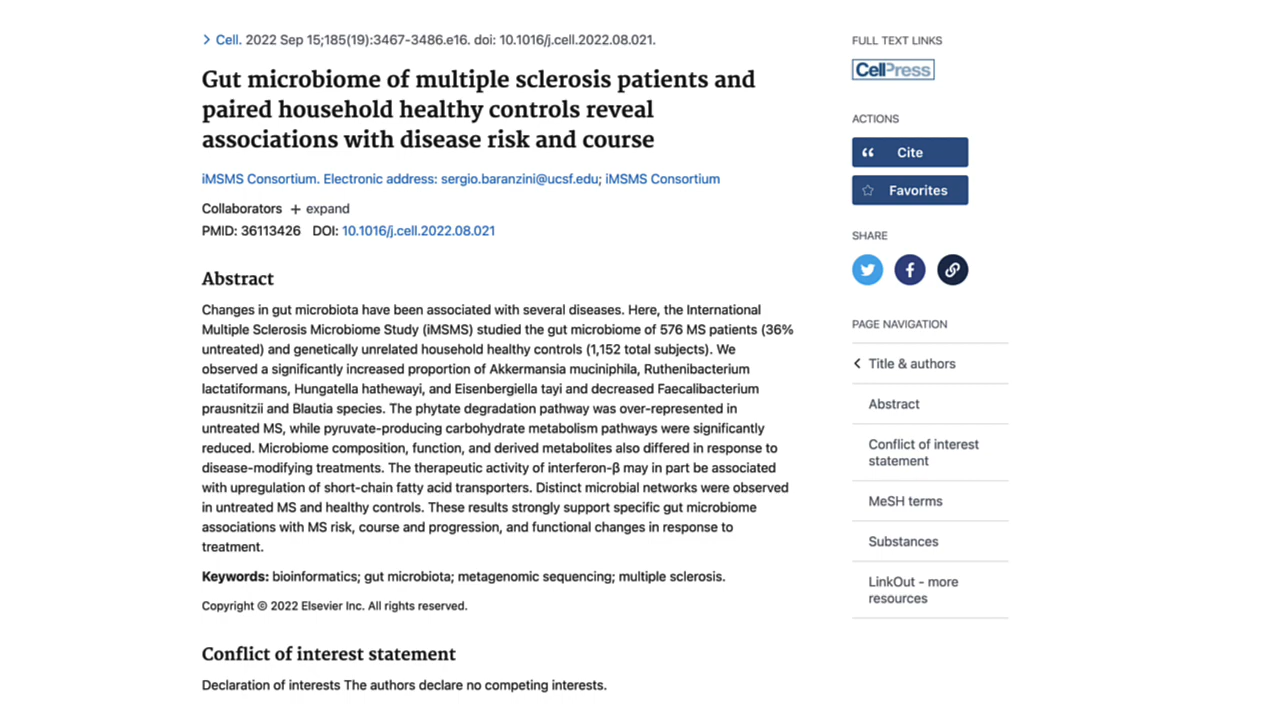 Cell. 2022 Sep 15;185(19):3467-3486.e16. doi: 10.1016/j.cell.2022.08.021.
Gut microbiome of multiple sclerosis patients and
paired household healthy controls reveal
associations with disease risk and course
iMSMS Consortium. Electronic address: sergio.baranzini@ucsf.edu; iMSMS Consortium
Collaborators + expand
PMID: 36113426 DOI: 10.1016/j.cell.2022.08.021
Abstract
Changes in gut microbiota have been associated with several diseases. Here, the International
Multiple Sclerosis Microbiome Study (iMSMS) studied the gut microbiome of 576 MS patients (36%
untreated) and genetically unrelated household healthy controls (1,152 total subjects). We
observed a significantly increased proportion of Akkermansia muciniphila, Ruthenibacterium
lactatiformans, Hungatella hathewayi, and Eisenbergiella tayi and decreased Faecalibacterium
prausnitzii and Blautia species. The phytate degradation pathway was over-represented in
untreated MS, while pyruvate-producing carbohydrate metabolism pathways were significantly
reduced. Microbiome composition, function, and derived metabolites also differed in response to
disease-modifying treatments. The therapeutic activity of interferon-β may in part be associated
with upregulation of short-chain fatty acid transporters. Distinct microbial networks were observed
in untreated MS and healthy controls. These results strongly support specific gut microbiome
associations with MS risk, course and progression, and functional changes in response to
treatment.
Keywords: bioinformatics; gut microbiota; metagenomic sequencing; multiple sclerosis.
Copyright © 2022 Elsevier Inc. All rights reserved.
Conflict of interest statement
Declaration of interests The authors declare no competing interests.
FULL TEXT LINKS
CellPress
ACTIONS
Cite
Favorites
SHARE
PAGE NAVIGATION
Title & authors
Abstract
Conflict of interest
statement
MeSH terms
Substances
LinkOut - more
resources